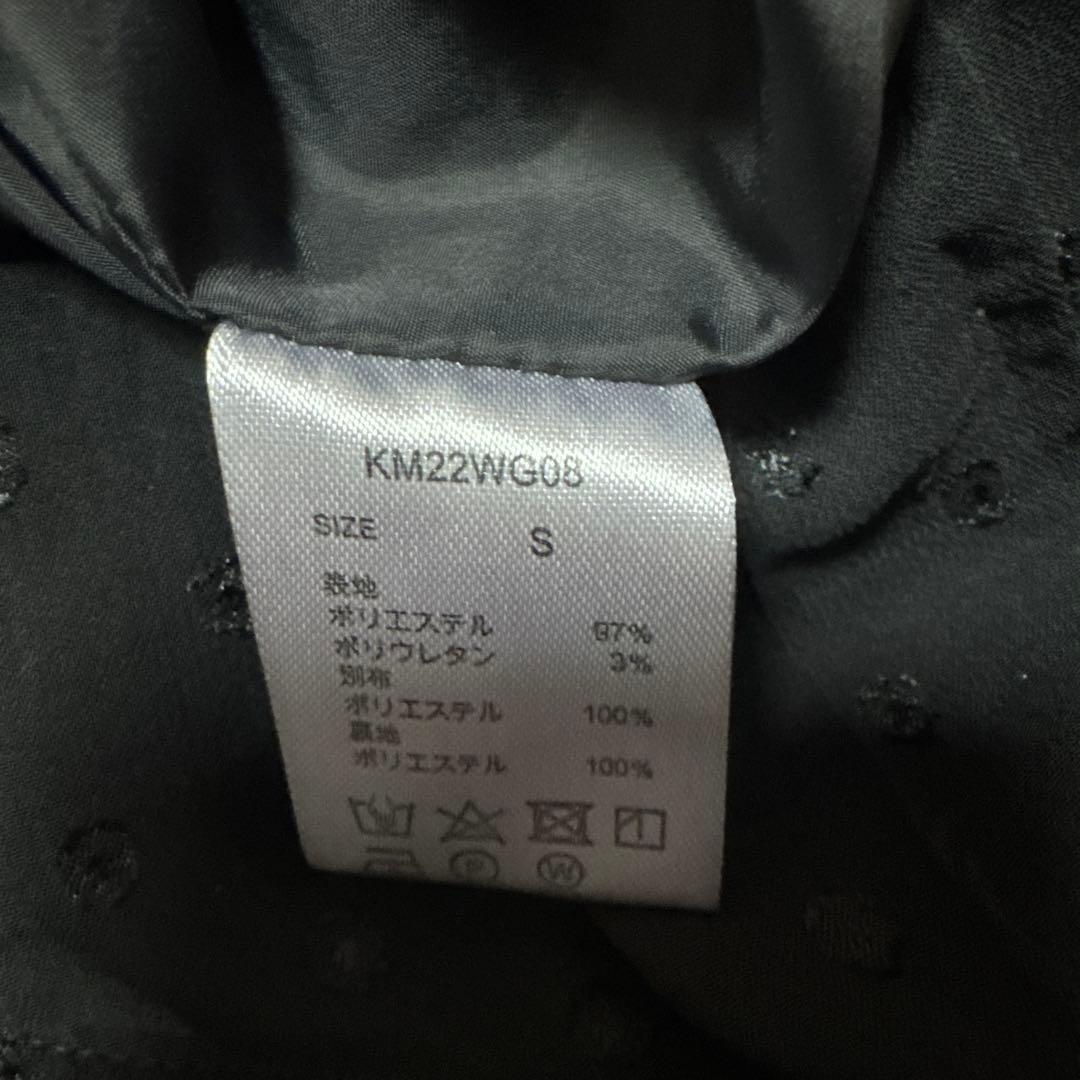 KM22WG08
SIZE S
表地
ポリエステル 97%
ポリウレタン 3%
別布
ポリエステル 100%
裏地
ポリエステル 100%
P W